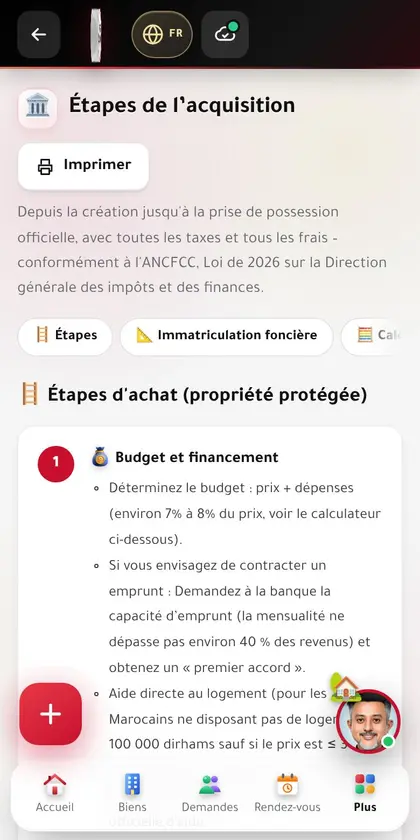 FR
Étapes de l'acquisition
Imprimer
Depuis la création jusqu'à la prise de possession
officielle, avec toutes les taxes et tous les frais -
conformément à l'ANCFCC, Loi de 2026 sur la Direction
générale des impôts et des finances.
Étapes
Immatriculation foncière
Étapes d'achat (propriété protégée)
1
Budget et financement
Déterminez le budget : prix + dépenses
(environ 7% à 8% du prix, voir le calculateur
ci-dessous).
Si vous envisagez de contracter un
emprunt : Demandez à la banque la
capacité d'emprunt (la mensualité ne
dépasse pas environ 40 % des revenus) et
obtenez un « premier accord ».
Aide directe au logement (pour les
Marocains ne disposant pas de
100 000 dirhams sauf si le prix est ≤
Accueil
Biens
Demandes
Rendez-vous
Plus